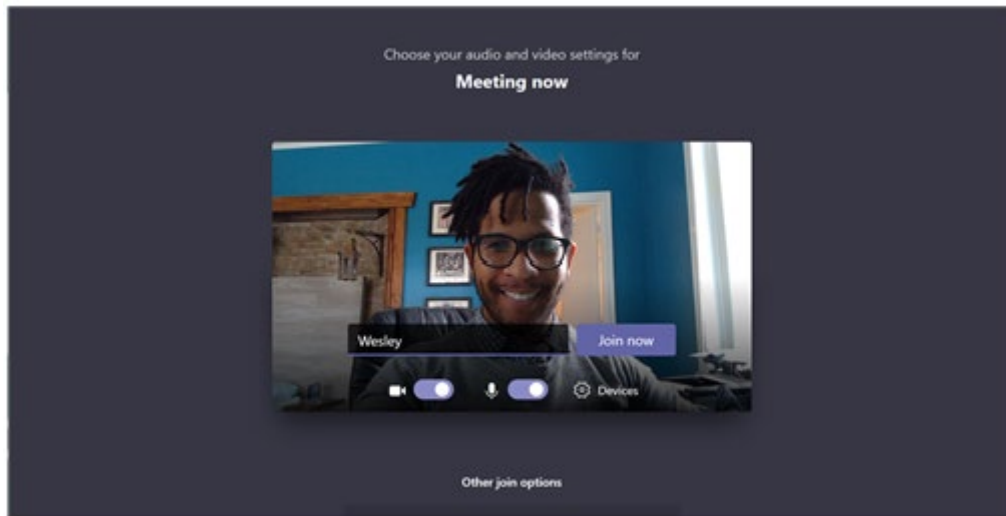 Choose your audio and video settings for
Meeting now
Wesley
Join now
Devices
Other join options